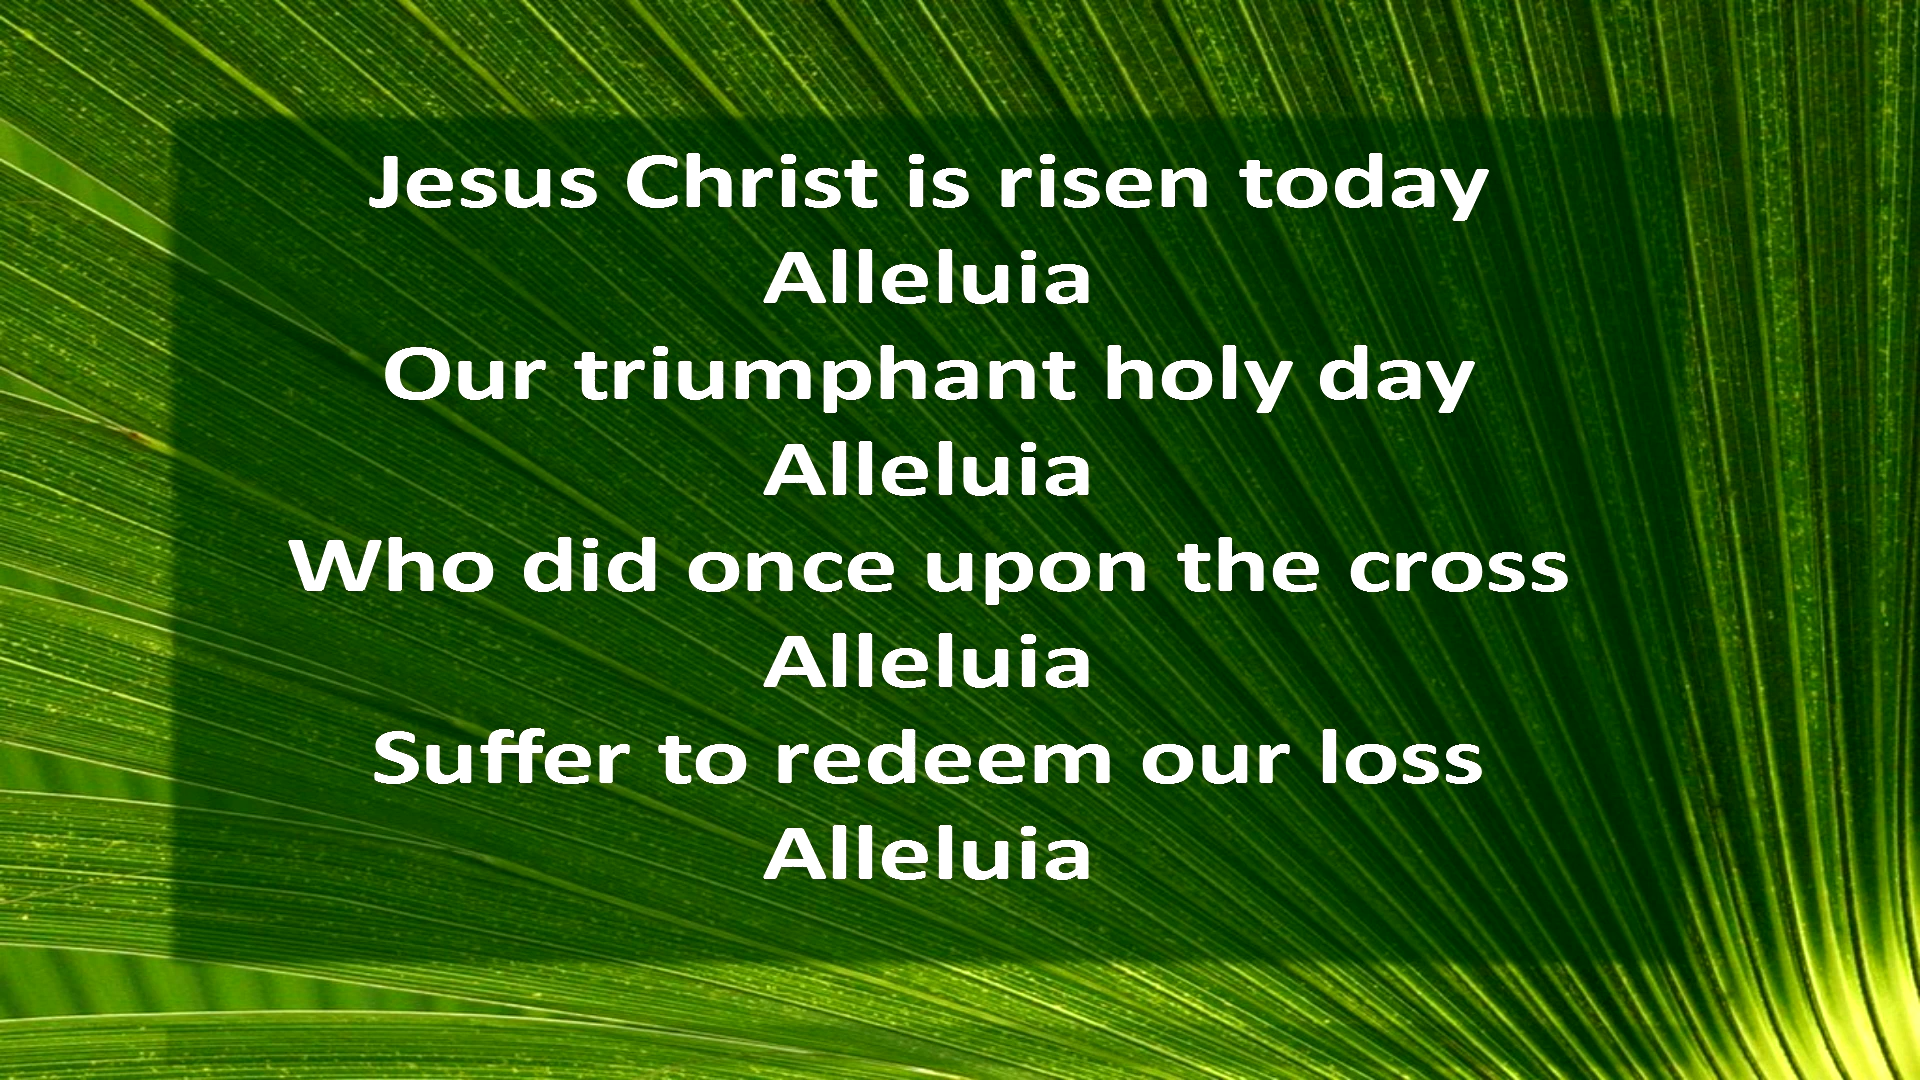 Jesus Christ is risen today
Alleluia
Our triumphant holy day
Alleluia
Who did once upon the cross
Alleluia
Suffer to redeem our loss
Alleluia